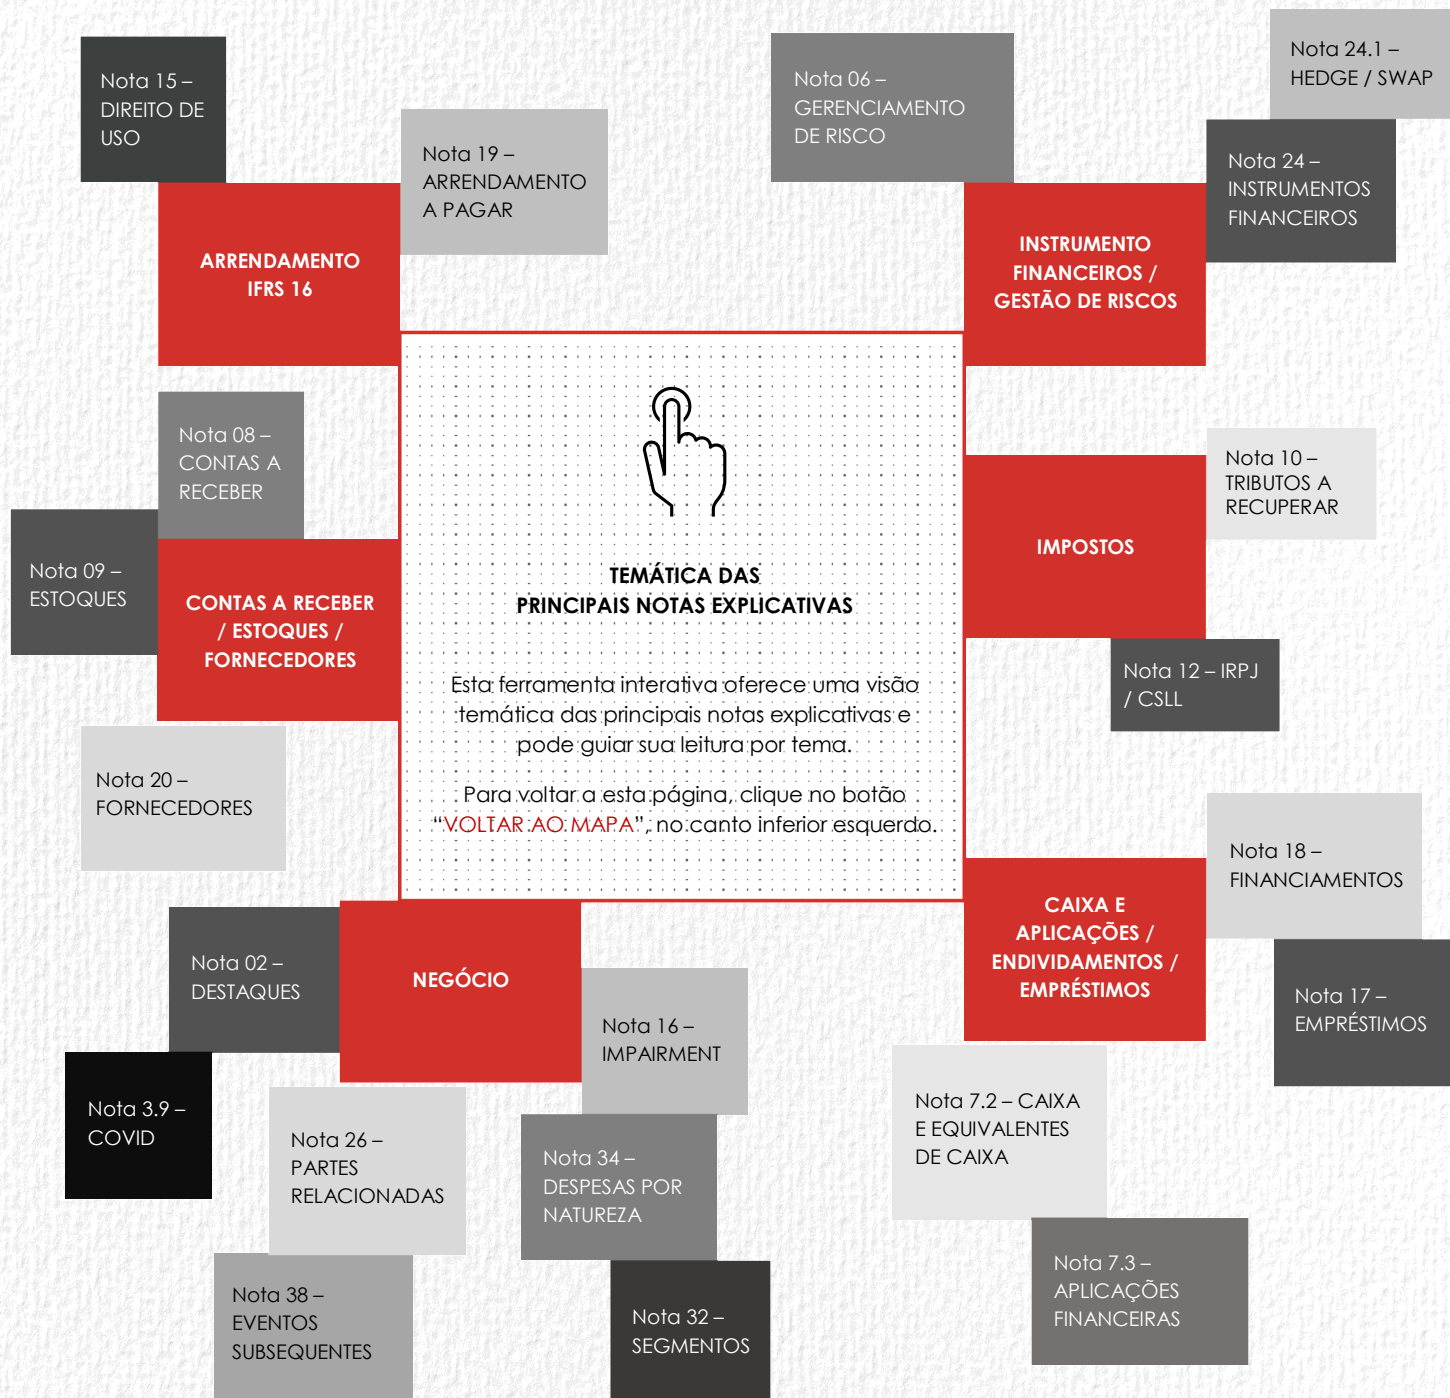 Nota 15 –
DIREITO DE
USO
Nota 19 –
ARRENDAMENTO
A PAGAR
ARRENDAMENTO
IFRS 16
Nota 06 –
GERENCIAMENTO
DE RISCO
Nota 24.1 –
HEDGE / SWAP
Nota 24 –
INSTRUMENTOS
FINANCEIROS
INSTRUMENTO
FINANCEIROS /
GESTÃO DE RISCOS
Nota 08 –
CONTAS A
RECEBER
Nota 09 –
ESTOQUES
CONTAS A RECEBER
/ ESTOQUES /
FORNECEDORES
Nota 20 –
FORNECEDORES
TEMÁTICA DAS
PRINCIPAIS NOTAS EXPLICATIVAS
Esta ferramenta interativa oferece uma visão
temática das principais notas explicativas e
pode guiar sua leitura por tema.
Para voltar a esta página, clique no botão
“VOLTAR AO MAPA”, no canto inferior esquerdo.
Nota 10 –
TRIBUTOS A
RECUPERAR
IMPOSTOS
Nota 12 – IRPJ
/ CSLL
Nota 18 –
FINANCIAMENTOS
CAIXA E
APLICAÇÕES /
ENDIVIDAMENTOS /
EMPRÉSTIMOS
Nota 17 –
EMPRÉSTIMOS
Nota 7.2 – CAIXA
E EQUIVALENTES
DE CAIXA
Nota 7.3 –
APLICAÇÕES
FINANCEIRAS
Nota 02 –
DESTAQUES
NEGÓCIO
Nota 16 –
IMPAIRMENT
Nota 3.9 –
COVID
Nota 26 –
PARTES
RELACIONADAS
Nota 34 –
DESPESAS POR
NATUREZA
Nota 38 –
EVENTOS
SUBSEQUENTES
Nota 32 –
SEGMENTOS